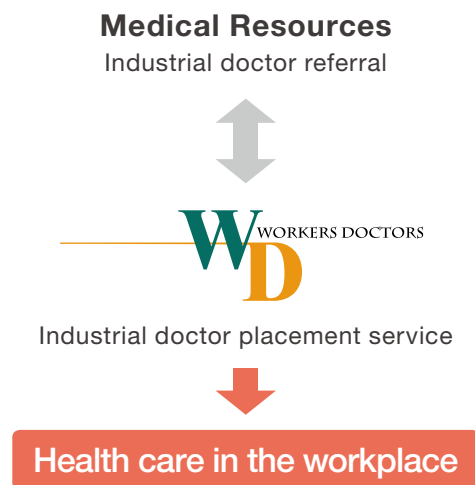 Medical Resources
Industrial doctor referral
WORKERS DOCTORS
WD
Industrial doctor placement service
Health care in the workplace